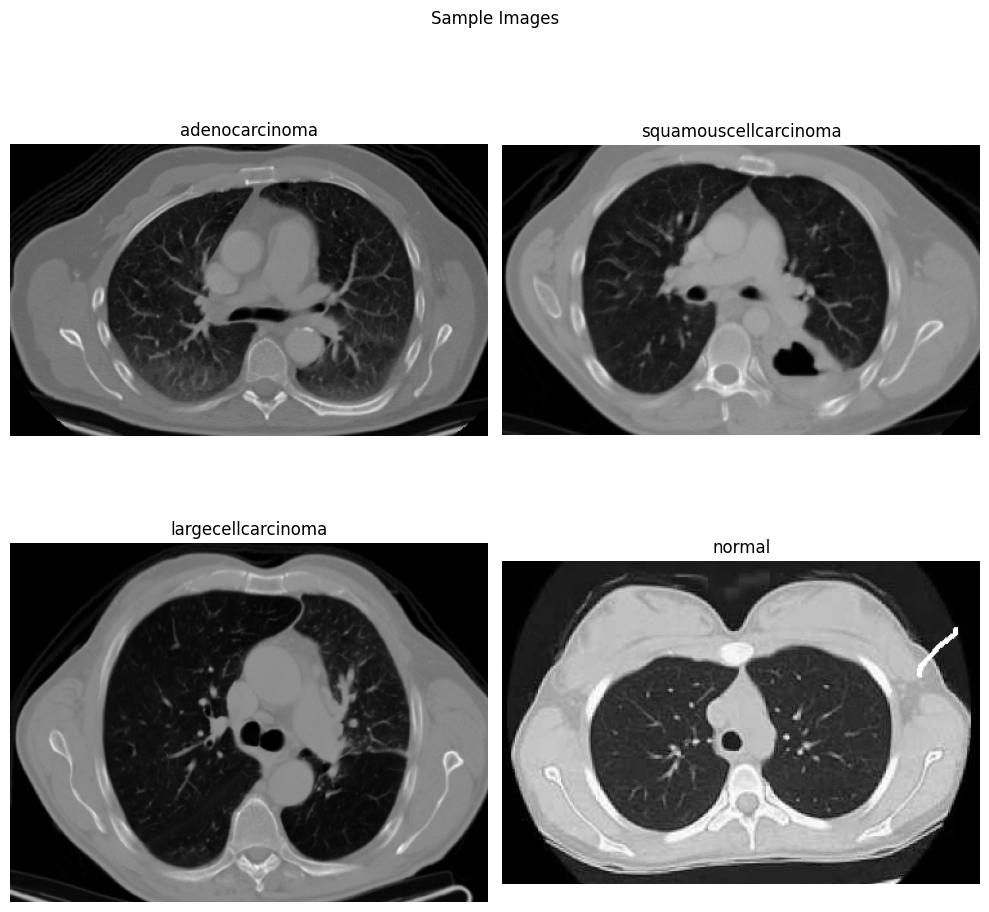 Sample Images
adenocarcinoma
squamouscellcarcinoma
largecellcarcinoma
normal